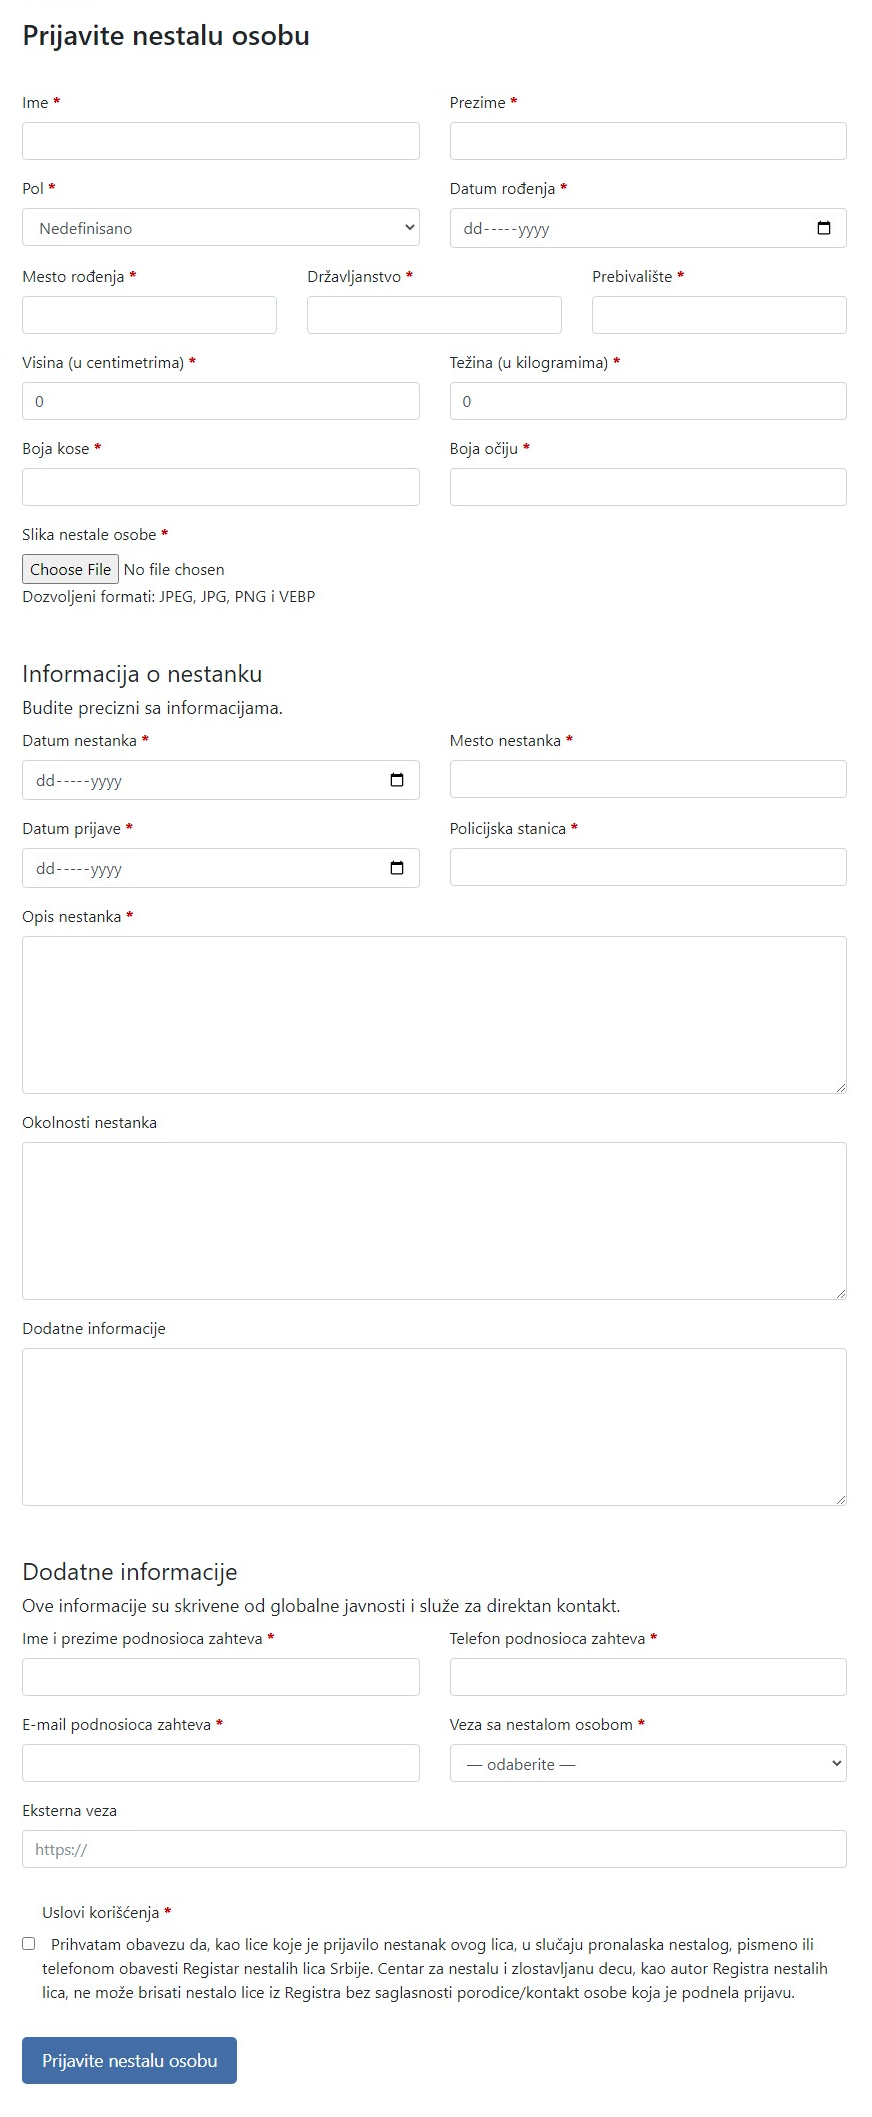 Prijavite nestalu osobu
Ime *
Prezime *
Pol *
Datum rođenja *
Nedefinisano
dd-----yyyy
Mesto rođenja *
Državljanstvo *
Prebivalište *
Visina (u centimetrima) *
Težina (u kilogramima) *
0
0
Boja kose *
Boja očiju *
Slika nestale osobe *
Choose File No file chosen
Dozvoljeni formati: JPEG, JPG, PNG i VEBP
Informacija o nestanku
Budite precizni sa informacijama.
Datum nestanka *
Mesto nestanka *
dd-----yyyy
Datum prijave *
Policijska stanica *
dd-----yyyy
Opis nestanka *
Okolnosti nestanka
Dodatne informacije
Dodatne informacije
Ove informacije su skrivene od globalne javnosti i služe za direktan kontakt.
Ime i prezime podnosioca zahteva *
Telefon podnosioca zahteva *
E-mail podnosioca zahteva *
Veza sa nestalom osobom *
— odaberite —
Eksterna veza
https://
Uslovi korišćenja *
Prihvatam obavezu da, kao lice koje je prijavilo nestanak ovog lica, u slučaju pronalaska nestalog, pismeno ili
telefonom obavesti Registar nestalih lica Srbije. Centar za nestalu i zlostavljanu decu, kao autor Registra nestalih
lica, ne može brisati nestalo lice iz Registra bez saglasnosti porodice/kontakt osobe koja je podnela prijavu.
Prijavite nestalu osobu